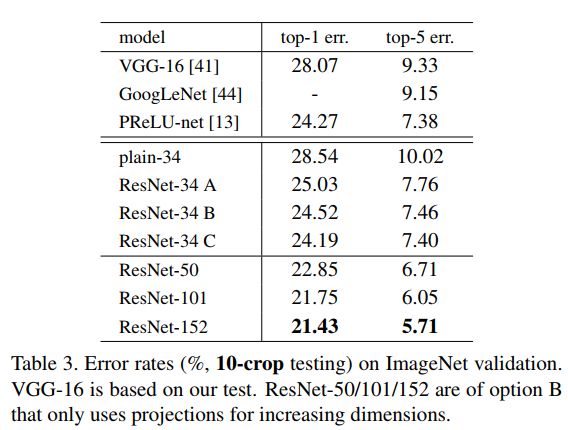 model top-1 err. top-5 err.
VGG-16 [41] 28.07 9.33
GoogLeNet [44] - 9.15
PReLU-net [13] 24.27 7.38
plain-34 28.54 10.02
ResNet-34 A 25.03 7.76
ResNet-34 B 24.52 7.46
ResNet-34 C 24.19 7.40
ResNet-50 22.85 6.71
ResNet-101 21.75 6.05
ResNet-152 21.43 5.71
Table 3. Error rates (%, 10-crop testing) on ImageNet validation.
VGG-16 is based on our test. ResNet-50/101/152 are of option B
that only uses projections for increasing dimensions.